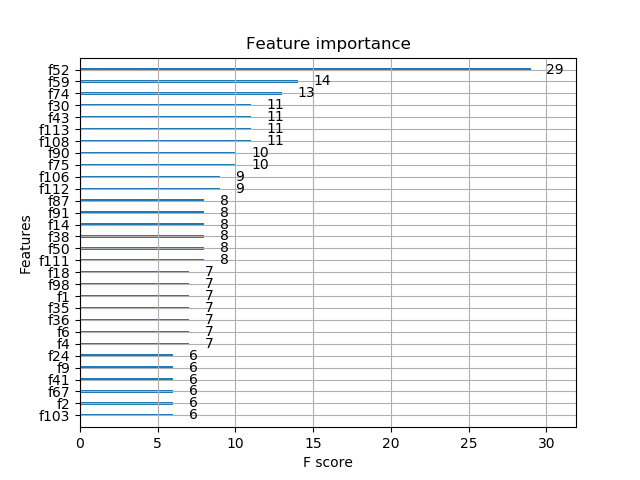 Feature importance
f52 29
f59 14
f74 13
f30 11
f43 11
f113 11
f108 11
f90 10
f75 10
f106 9
f112 9
f87 8
f91 8
f14 8
f38 8
f50 8
f111 8
f18 7
f98 7
f1 7
f35 7
f36 7
f6 7
f4 7
f24 6
f9 6
f41 6
f67 6
f2 6
f103 6
Features
0 5 10 15 20 25 30
F score